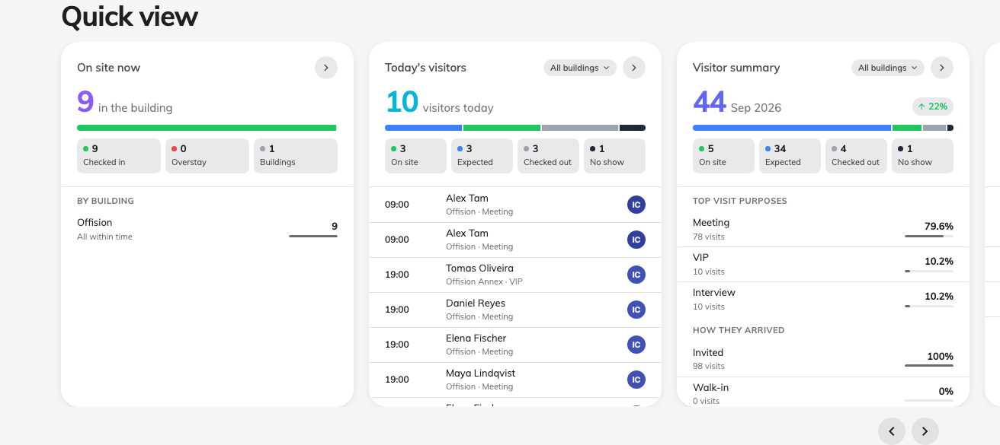 Quick view
On site now
9 in the building
9
Checked in
0
Overstay
1
Buildings
BY BUILDING
Offision
9
All within time
Today's visitors
All buildings
10 visitors today
3
On site
3
Expected
3
Checked out
1
No show
09:00
Alex Tam
Offision · Meeting
IC
09:00
Alex Tam
Offision · Meeting
IC
19:00
Tomas Oliveira
Offision Annex · VIP
IC
19:00
Daniel Reyes
Offision · Meeting
IC
19:00
Elena Fischer
Offision · Meeting
IC
19:00
Maya Lindqvist
Offision · Meeting
IC
Visitor summary
All buildings
44 Sep 2026
↑ 22%
5
On site
34
Expected
4
Checked out
1
No show
TOP VISIT PURPOSES
Meeting
79.6%
78 visits
VIP
10.2%
10 visits
Interview
10.2%
10 visits
HOW THEY ARRIVED
Invited
100%
98 visits
Walk-in
0%
0 visits